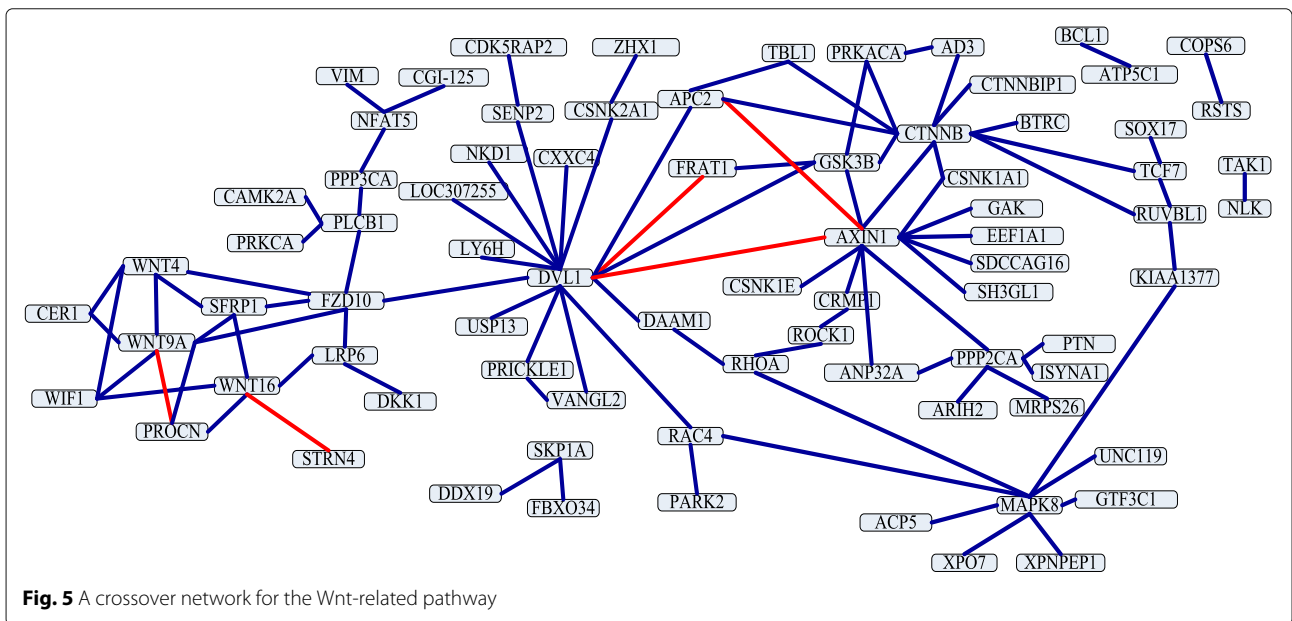 BCL1
COPS6
CDK5RAP2
ZHX1
TBL1
PRKACA
AD3
VIM
CGI-125
ATP5C1
CTNNBIP1
APC2
RSTS
CSNK2A1
SENP2
NFAT5
BTRC
SOX17
CTNNB
NKD1
CXXC4
GSK3B
FRAT1
TAK1
TCF7
PPP3CA
CSNK1A1
LOC307255
CAMK2A
GAK
NLK
RUVBL1
PLCB1
EEF1A1
AXIN1
PRKCA
LY6H
SDCCAG16
WNT4
DVL1
KIAA1377
CSNK1E
SH3GL1
FZD10
CRMP1
SFRP1
CER1
DAAM1
USP13
ROCK1
WNT9A
PTN
LRP6
PPP2CA
RHOA
PRICKLE1
ANP32A
ISYNA1
WNT16
WIF1
DKK1
VANGL2
MRPS26
ARIH2
PROCN
RAC4
SKP1A
UNC119
STRN4
DDX19
GTF3C1
PARK2
FBXO34
MAPK8
ACP5
XPO7
XPNPEP1
Fig. 5 A crossover network for the Wnt-related pathway